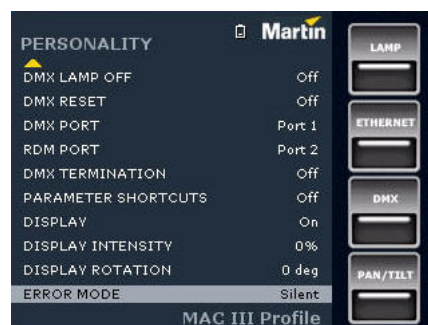 Martin
PERSONALITY
DMX LAMP OFF Off
DMX RESET Off
DMX PORT Port 1
RDM PORT Port 2
DMX TERMINATION Off
PARAMETER SHORTCUTS Off
DISPLAY On
DISPLAY INTENSITY 0%
DISPLAY ROTATION 0 deg
ERROR MODE Silent
MAC III Profile
LAMP
ETHERNET
DMX
PAN/TILT